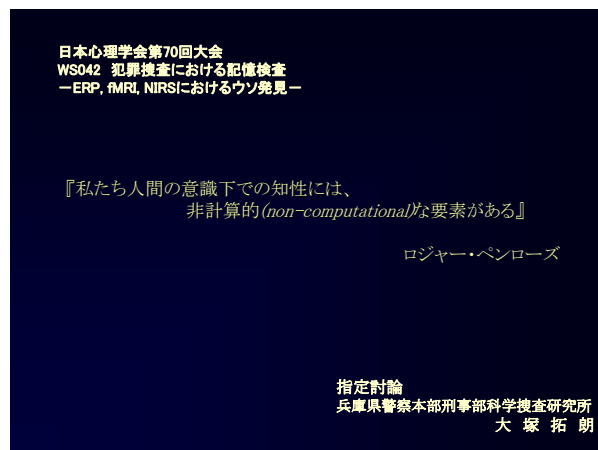 日本心理学会第70回大会
WS042 犯罪捜査における記憶検査
－ERP, fMRI, NIRSにおけるウソ発見－
『私たち人間の意識下での知性には、
非計算的(non-computational)な要素がある』
ロジャー・ペンローズ
指定討論
兵庫県警察本部刑事部科学捜査研究所
大 塚 拓 朗